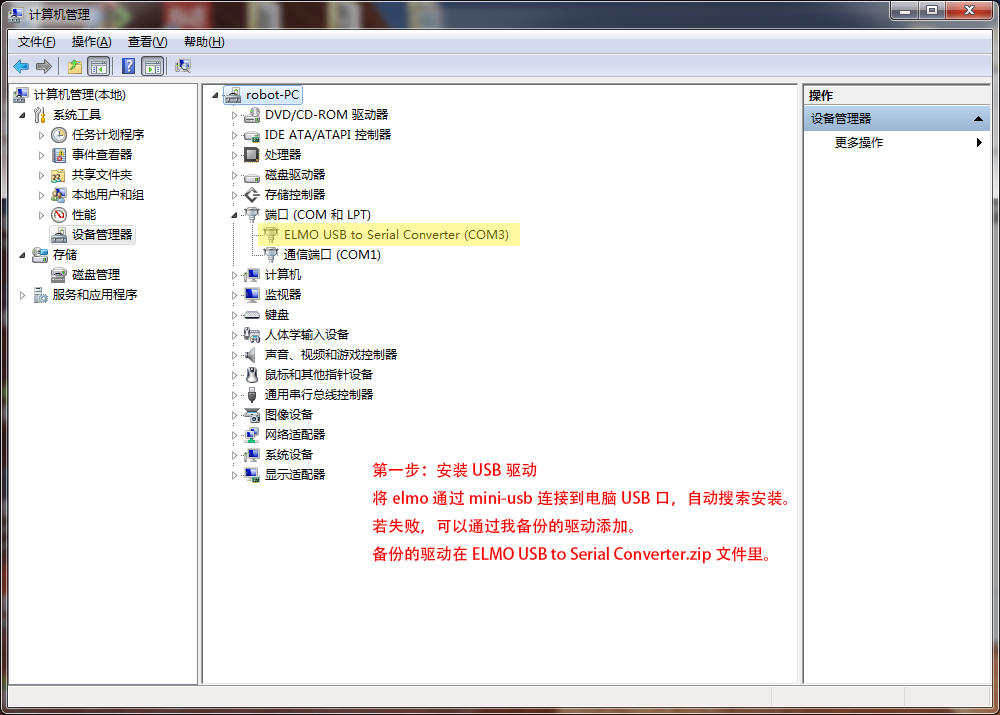 计算机管理
文件(F) 操作(A) 查看(V) 帮助(H)
计算机管理(本地)
系统工具
任务计划程序
事件查看器
共享文件夹
本地用户和组
性能
设备管理器
存储
磁盘管理
服务和应用程序
robot-PC
DVD/CD-ROM 驱动器
IDE ATA/ATAPI 控制器
处理器
磁盘驱动器
存储控制器
端口 (COM 和 LPT)
ELMO USB to Serial Converter (COM3)
通信端口 (COM1)
计算机
监视器
键盘
人体学输入设备
声音、视频和游戏控制器
鼠标和其他指针设备
通用串行总线控制器
图像设备
网络适配器
系统设备
显示适配器
第一步：安装 USB 驱动
将 elmo 通过 mini-usb 连接到电脑 USB 口，自动搜素安装。
若失败，可以通过我备份的驱动添加。
备份的驱动在 ELMO USB to Serial Converter.zip 文件里。
操作
设备管理器
更多操作